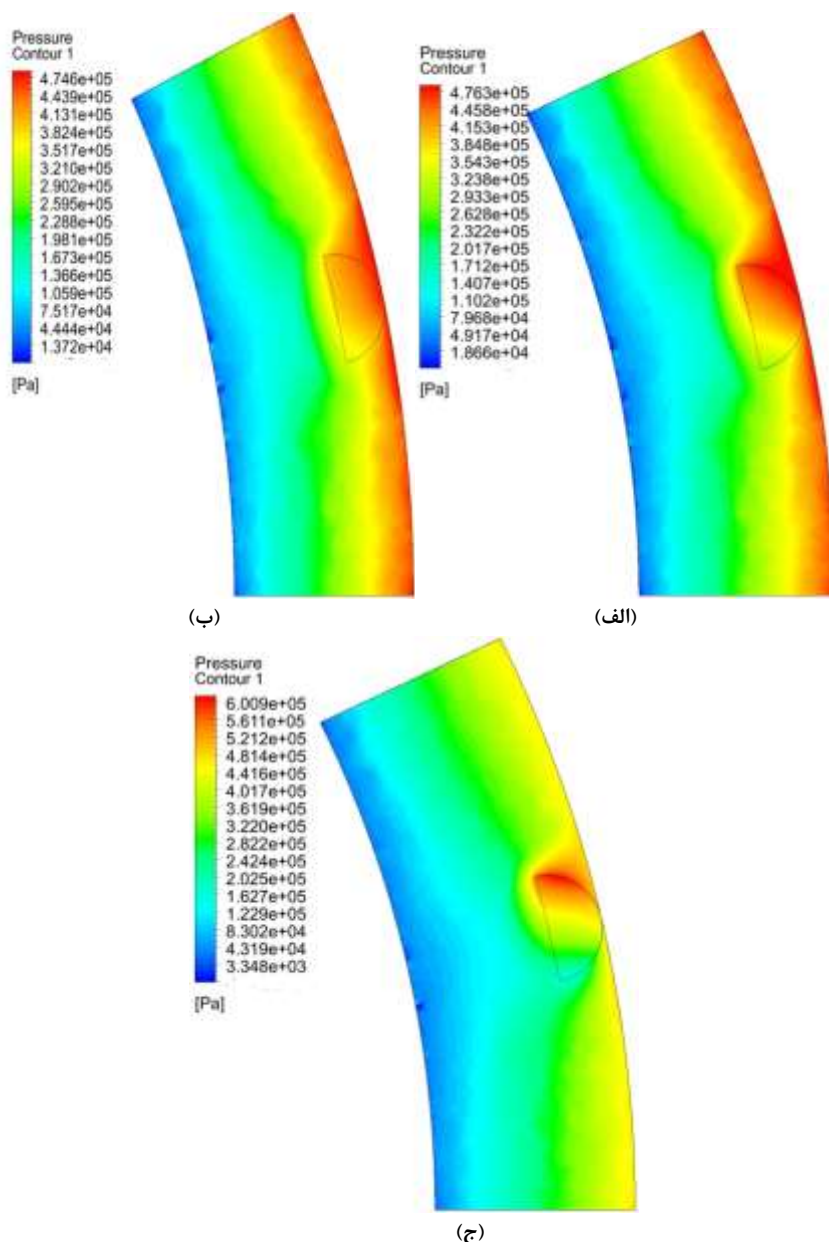 Pressure
Contour 1
4.746e+05
4.439e+05
4.131e+05
3.824e+05
3.517e+05
3.210e+05
2.902e+05
2.595e+05
2.288e+05
1.981e+05
1.673e+05
1.366e+05
1.059e+05
7.517e+04
4.444e+04
1.372e+04
[Pa]
(ب)
Pressure
Contour 1
4.763e+05
4.458e+05
4.153e+05
3.848e+05
3.543e+05
3.238e+05
2.933e+05
2.628e+05
2.322e+05
2.017e+05
1.712e+05
1.407e+05
1.102e+05
7.968e+04
4.917e+04
1.866e+04
[Pa]
(الف)
Pressure
Contour 1
6.009e+05
5.611e+05
5.212e+05
4.814e+05
4.416e+05
4.017e+05
3.619e+05
3.220e+05
2.822e+05
2.424e+05
2.025e+05
1.627e+05
1.229e+05
8.302e+04
4.319e+04
3.348e+03
[Pa]
(ج)